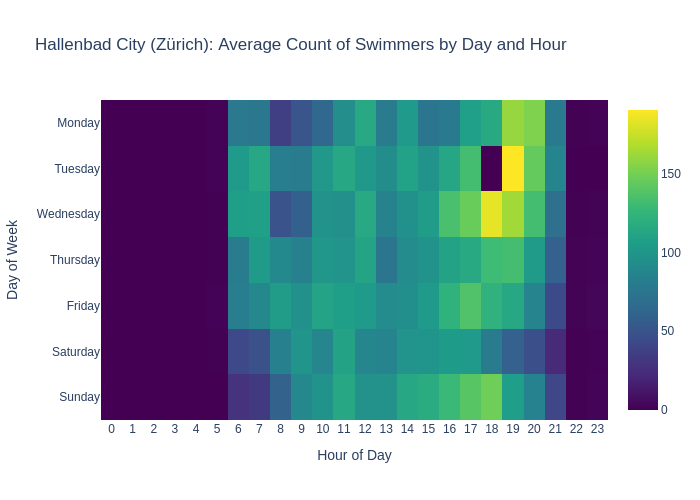 Hallenbad City (Zürich): Average Count of Swimmers by Day and Hour
Monday
Tuesday
Wednesday
Thursday
Friday
Saturday
Sunday
Day of Week
0 1 2 3 4 5 6 7 8 9 10 11 12 13 14 15 16 17 18 19 20 21 22 23
Hour of Day
150
100
50
0